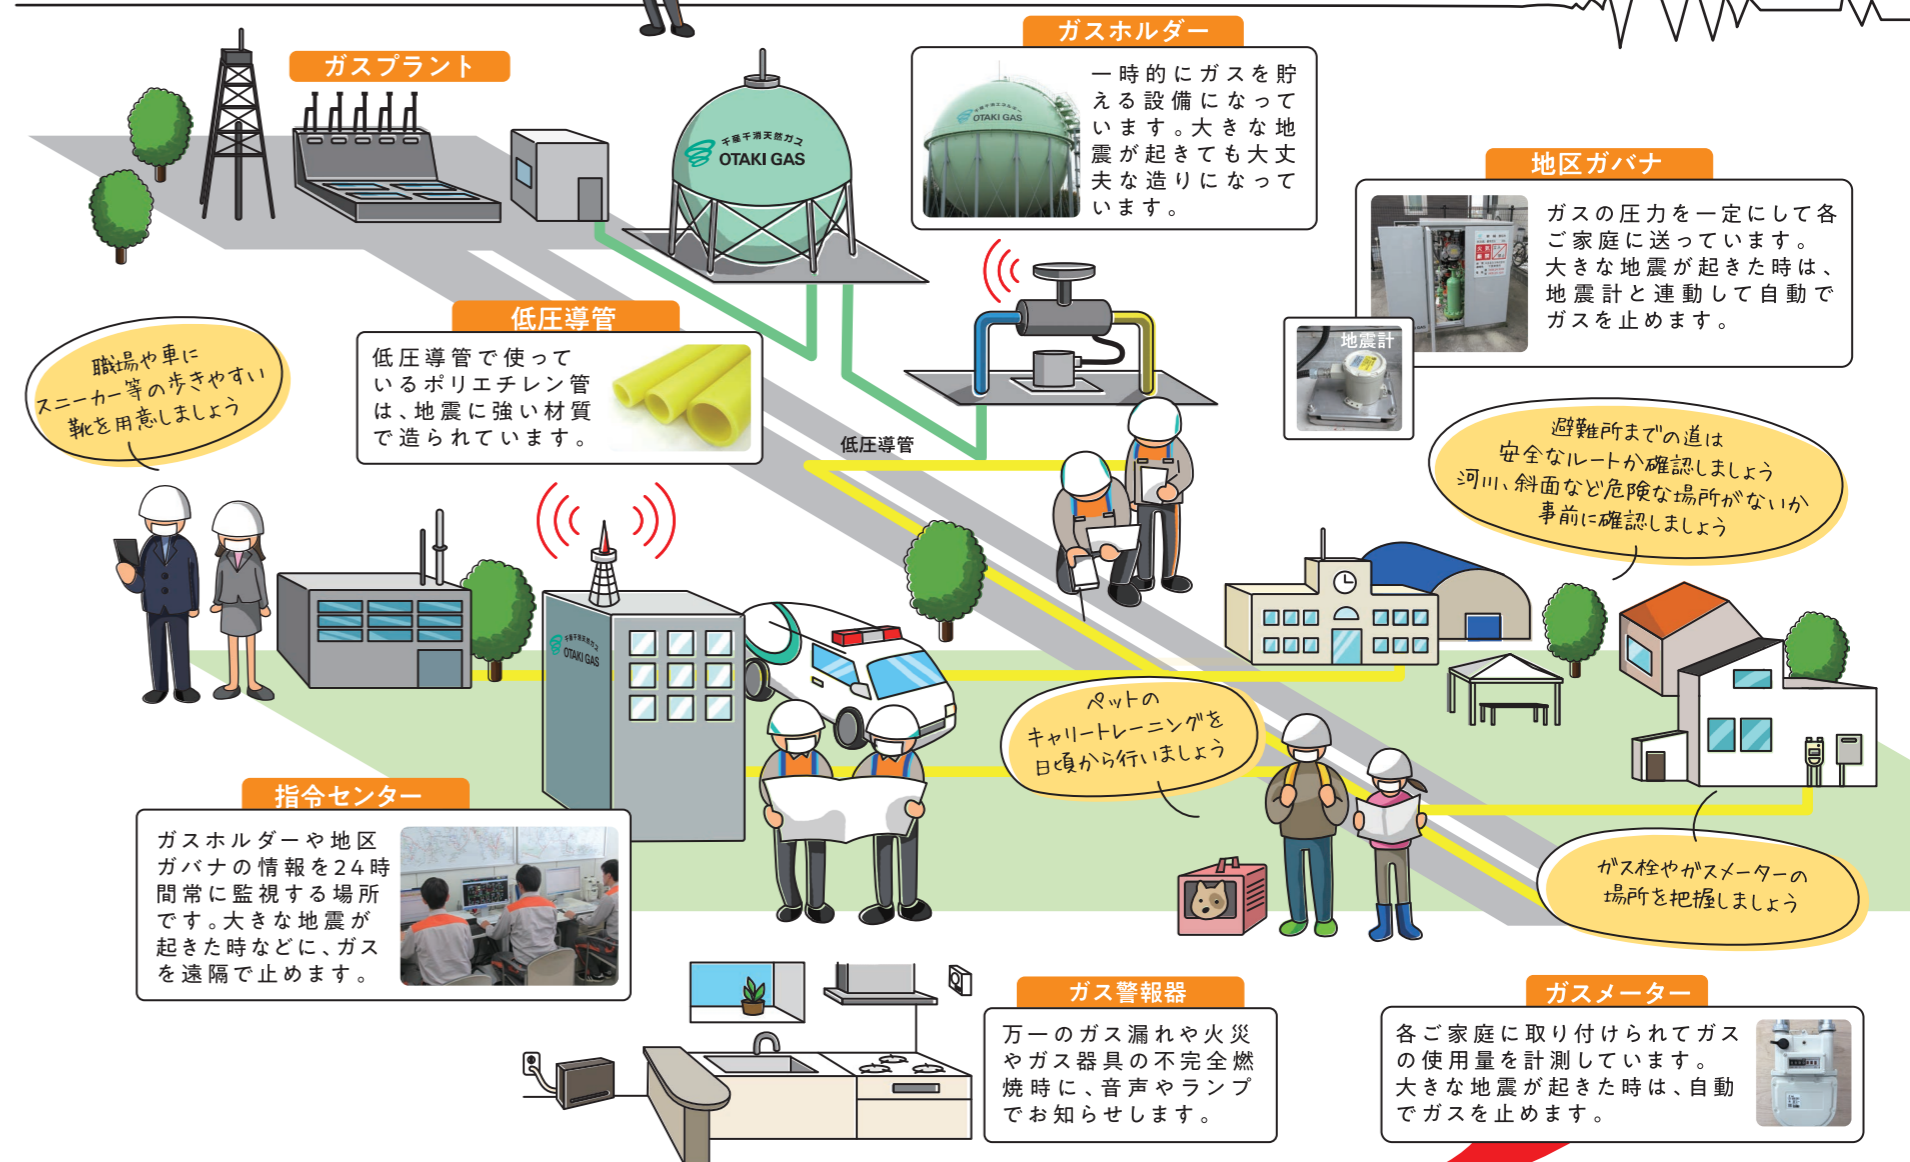 ガスプラント
千産千消天然ガス
OTAKI GAS
ガスホルダー
千産千消エコルギー
OTAKI GAS
一時的にガスを貯
える設備になって
います。大きな地
震が起きても大丈
夫な造りになって
います。
地区ガバナ
ガスの圧力を一定にして各
ご家庭に送っています。
大きな地震が起きた時は、
地震計と連動して自動で
ガスを止めます。
地震計
低圧導管
低圧導管で使って
いるポリエチレン管
は、地震に強い材質
で造られています。
低圧導管
職場や車に
スニーカー等の歩きやすい
靴を用意しましょう
避難所までの道は
安全なルートか確認しましょう
河川、斜面など危険な場所がないか
事前に確認しましょう
千産千消天然ガス
OTAKI GAS
ペットの
キャリートレーニングを
日頃から行いましょう
指令センター
ガスホルダーや地区
ガバナの情報を24時
間常に監視する場所
です。大きな地震が
起きた時などに、ガス
を遠隔で止めます。
ガス栓やガスメーターの
場所を把握しましょう
ガス警報器
万一のガス漏れや火災
やガス器具の不完全燃
焼時に、音声やランプ
でお知らせします。
ガスメーター
各ご家庭に取り付けられてガス
の使用量を計測しています。
大きな地震が起きた時は、自動
でガスを止めます。